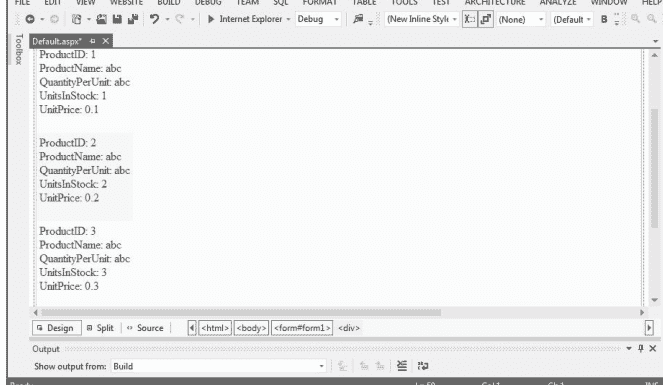 FILE EDIT VIEW WEBSITE BUILD DEBUG TEAM SQL FORMAT TABLE TOOLS TEST ARCHITECTURE ANALYZE WINDOW HELP
Internet Explorer Debug (New Inline Style (None) (Default B
Toolbox
Default.aspx*
ProductID: 1
ProductName: abc
QuantityPerUnit: abc
UnitsInStock: 1
UnitPrice: 0.1
ProductID: 2
ProductName: abc
QuantityPerUnit: abc
UnitsInStock: 2
UnitPrice: 0.2
ProductID: 3
ProductName: abc
QuantityPerUnit: abc
UnitsInStock: 3
UnitPrice: 0.3
Design Split Source <html> <body> <form#form1> <div>
Output
Show output from: Build